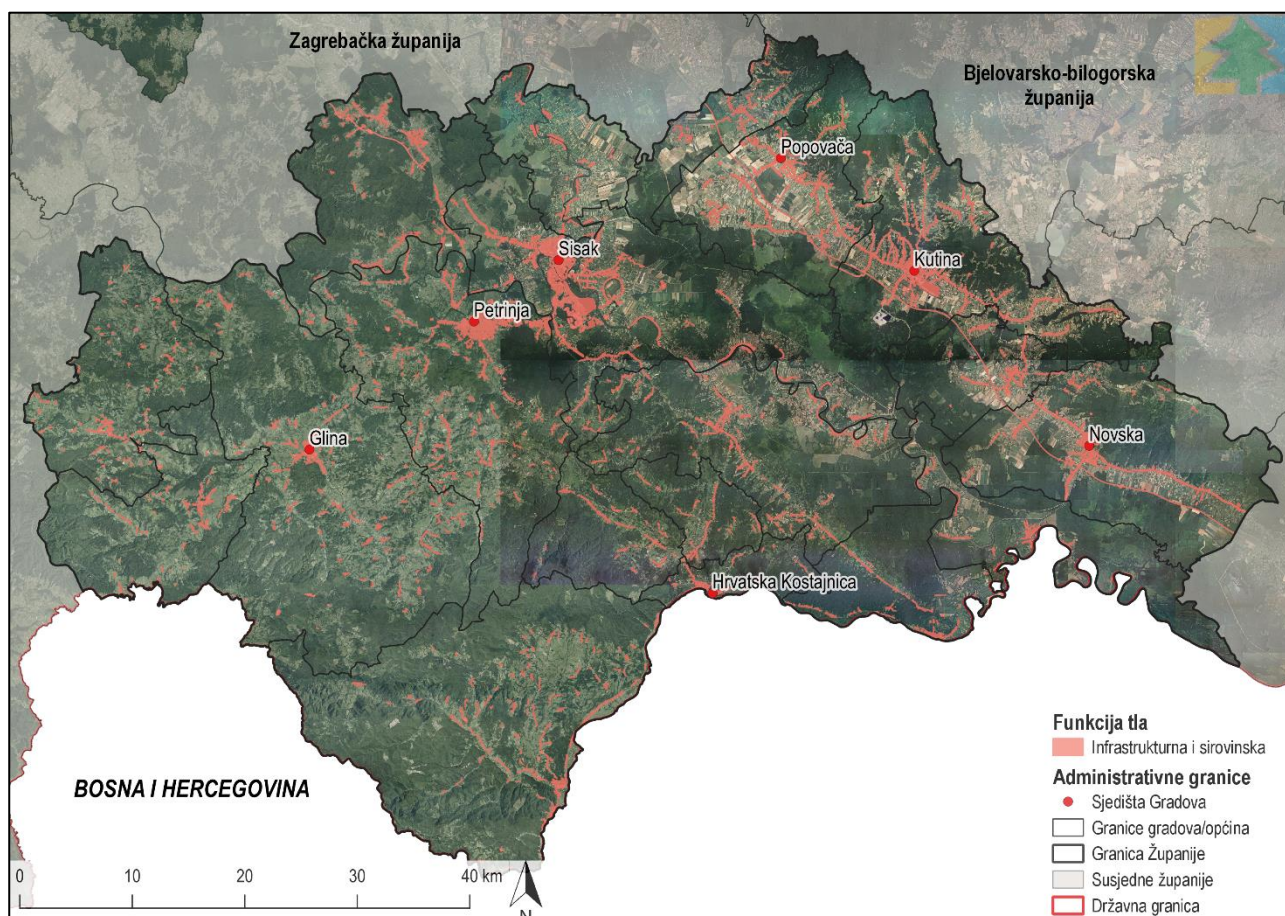 Zagrebačka županija
Bjelovarsko-bilogorska
županija
Popovača
Sisak
Kutina
Petrinja
Glina
Novska
Hrvatska Kostajnica
BOSNA I HERCEGOVINA
Funkcija tla
Infrastrukturna i sirovinska
Administrativne granice
Sjedišta Gradova
Granice gradova/općina
Granica Županije
Susjedne županije
Državna granica
0 10 20 30 40 km
N